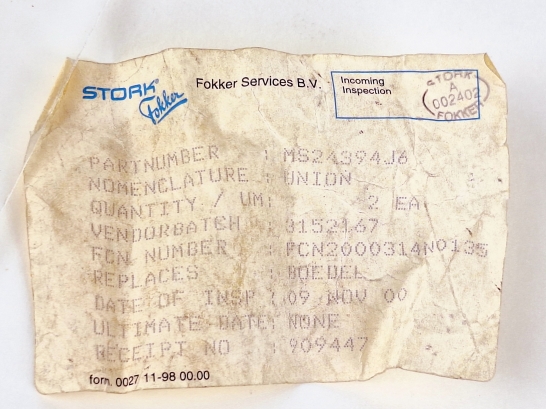 STORK Fokker
Fokker Services B.V.
Incoming
Inspection
STORK
A
002402
FOKKER
PARTNUMBER : MS24394J6
NOMENCLATURE : UNION
QUANTITY / UM: 2 EA
VENDORBATCH : 3152167
FCN NUMBER : FCN2000314N0135
REPLACES : BOEDEL
DATE OF INSP : 09 NOV 00
ULTIMATE DATE: NONE
RECEIPT NO : 909447
form. 0027 11-98 00.00